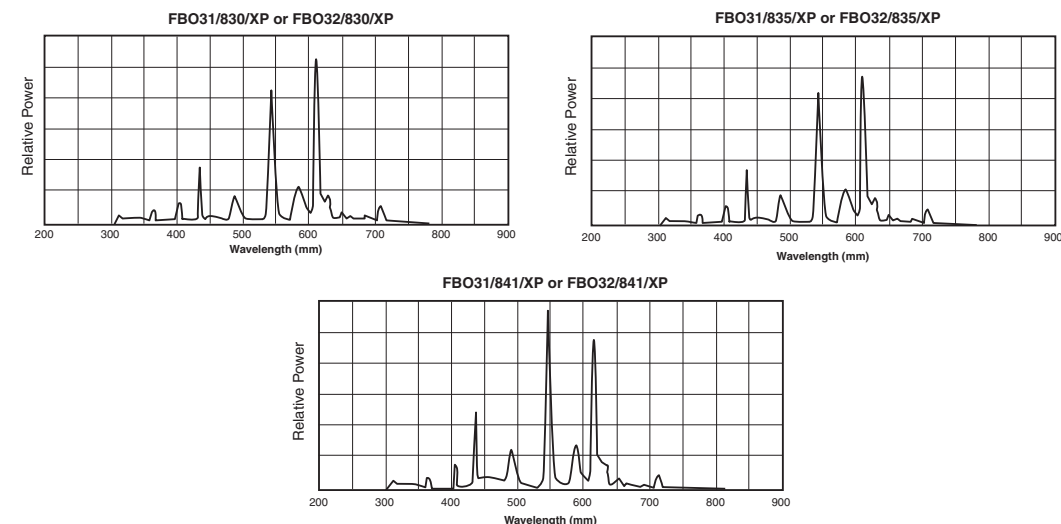 FBO31/830/XP or FBO32/830/XP
Relative Power
200 300 400 500 600 700 800 900
Wavelength (mm)
FBO31/835/XP or FBO32/835/XP
Relative Power
200 300 400 500 600 700 800 900
Wavelength (mm)
FBO31/841/XP or FBO32/841/XP
Relative Power
200 300 400 500 600 700 800 900
Wavelength (mm)